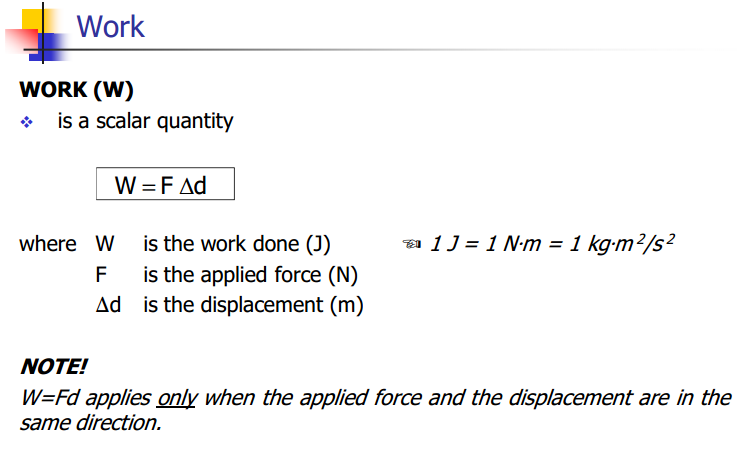 Work
WORK (W)
❖ is a scalar quantity
W = F Δd
where W is the work done (J) ☜ 1 J = 1 N·m = 1 kg·m²/s²
F is the applied force (N)
Δd is the displacement (m)
NOTE!
W=Fd applies only when the applied force and the displacement are in the
same direction.